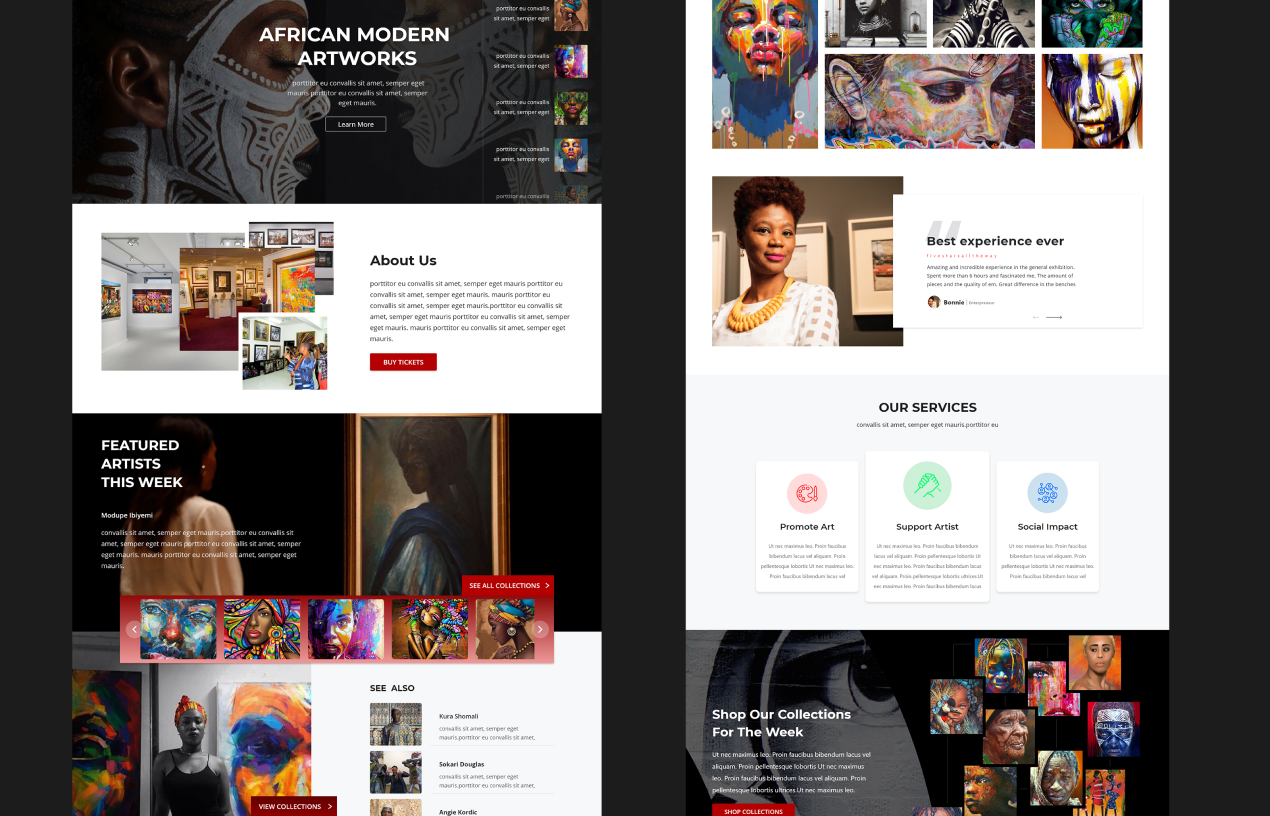 AFRICAN MODERN
ARTWORKS
porttitor eu convallis sit amet, semper eget
mauris porttitor eu convallis sit amet, semper
eget mauris.
Learn More
porttitor eu convallis
sit amet, semper eget
porttitor eu convallis
sit amet, semper eget
porttitor eu convallis
sit amet, semper eget
porttitor eu convallis
sit amet, semper eget
porttitor eu convallis
About Us
porttitor eu convallis sit amet, semper eget mauris porttitor eu
convallis sit amet, semper eget mauris. mauris porttitor eu
convallis sit amet, semper eget mauris.porttitor eu convallis sit
amet, semper eget mauris porttitor eu convallis sit amet, semper
eget mauris. mauris porttitor eu convallis sit amet, semper eget
mauris.
BUY TICKETS
FEATURED
ARTISTS
THIS WEEK
Modupe Ibiyemi
convallis sit amet, semper eget mauris.porttitor eu convallis sit
amet, semper eget mauris porttitor eu convallis sit amet, semper
eget mauris. mauris porttitor eu convallis sit amet, semper eget
mauris.
SEE ALL COLLECTIONS
VIEW COLLECTIONS
SEE ALSO
Kura Shomali
convallis sit amet, semper eget
mauris.porttitor eu convallis sit amet,
Sokari Douglas
convallis sit amet, semper eget
mauris.porttitor eu convallis sit amet,
Angie Kordic
Best experience ever
fivestarsalltheway
Amazing and incredible experience in the general exhibition.
Spent more than 6 hours and fascinated me. The amount of
pieces and the quality of em. Great difference in the benches
Bonnie | Entrepreneur
OUR SERVICES
convallis sit amet, semper eget mauris.porttitor eu
Promote Art
Ut nec maximus leo. Proin faucibus
bibendum lacus vel aliquam. Proin
pellentesque lobortis Ut nec maximus leo.
Proin faucibus bibendum lacus vel
Support Artist
Ut nec maximus leo. Proin faucibus bibendum
lacus vel aliquam. Proin pellentesque lobortis Ut
nec maximus leo. Proin faucibus bibendum lacus
vel aliquam. Proin pellentesque lobortis ultrices.Ut
nec maximus leo. Proin faucibus bibendum lacus
Social Impact
Ut nec maximus leo. Proin faucibus
bibendum lacus vel aliquam. Proin
pellentesque lobortis Ut nec maximus leo.
Proin faucibus bibendum lacus vel
Shop Our Collections
For The Week
Ut nec maximus leo. Proin faucibus bibendum lacus vel
aliquam. Proin pellentesque lobortis Ut nec maximus
leo. Proin faucibus bibendum lacus vel aliquam. Proin
pellentesque lobortis ultrices Ut nec maximus leo.
SHOP COLLECTIONS